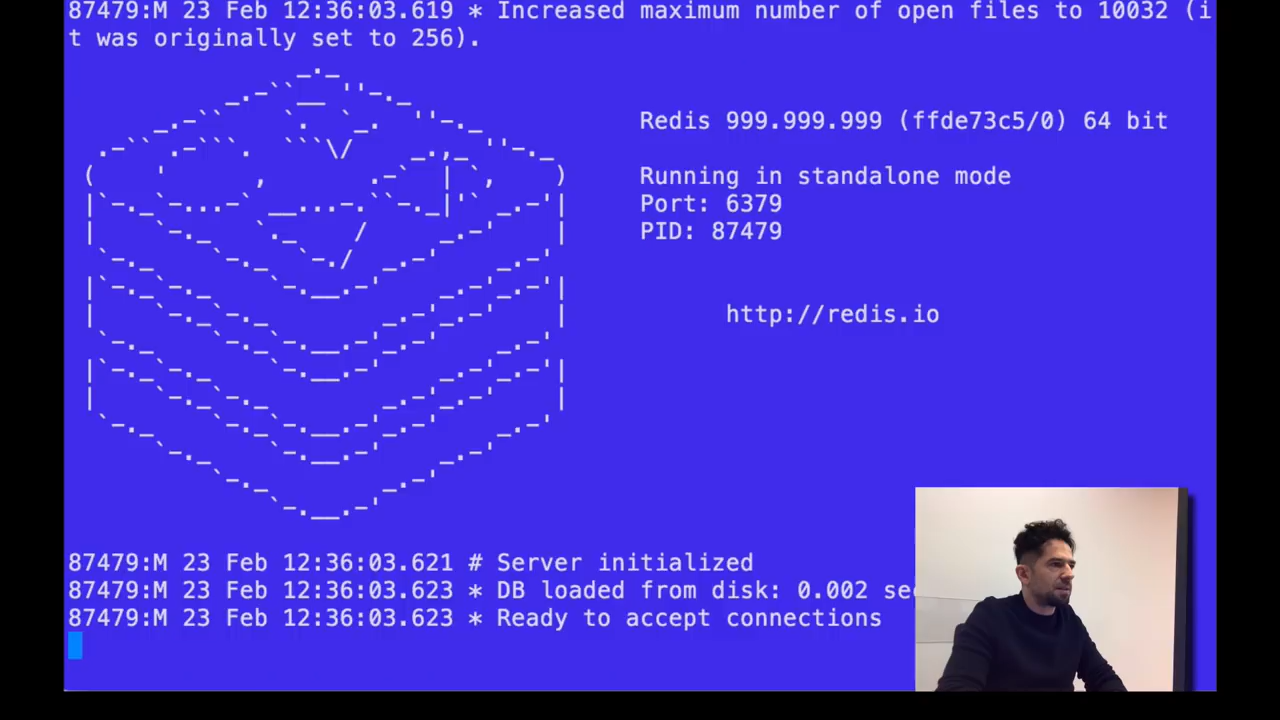 87479:M 23 Feb 12:36:03.619 * Increased maximum number of open files to 10032 (i
t was originally set to 256).
Redis 999.999.999 (ffde73c5/0) 64 bit
Running in standalone mode
Port: 6379
PID: 87479
http://redis.io
87479:M 23 Feb 12:36:03.621 # Server initialized
87479:M 23 Feb 12:36:03.623 * DB loaded from disk: 0.002 se
87479:M 23 Feb 12:36:03.623 * Ready to accept connections